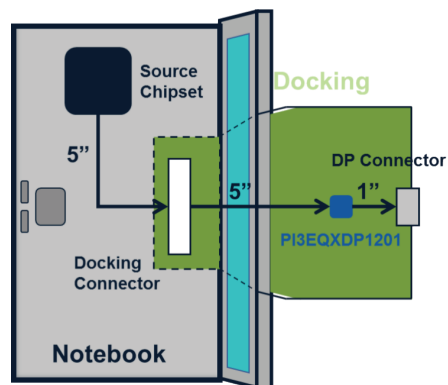 Source
Chipset
Docking
5”
DP Connector
5”
1”
PI3EQXDP1201
Docking
Connector
Notebook